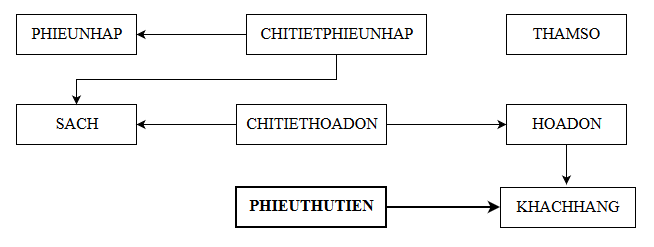 PHIEUNHAP
CHITIETPHIEUNHAP
THAMSO
SACH
CHITIETHOADON
HOADON
PHIEUTHUTIEN
KHACHHANG